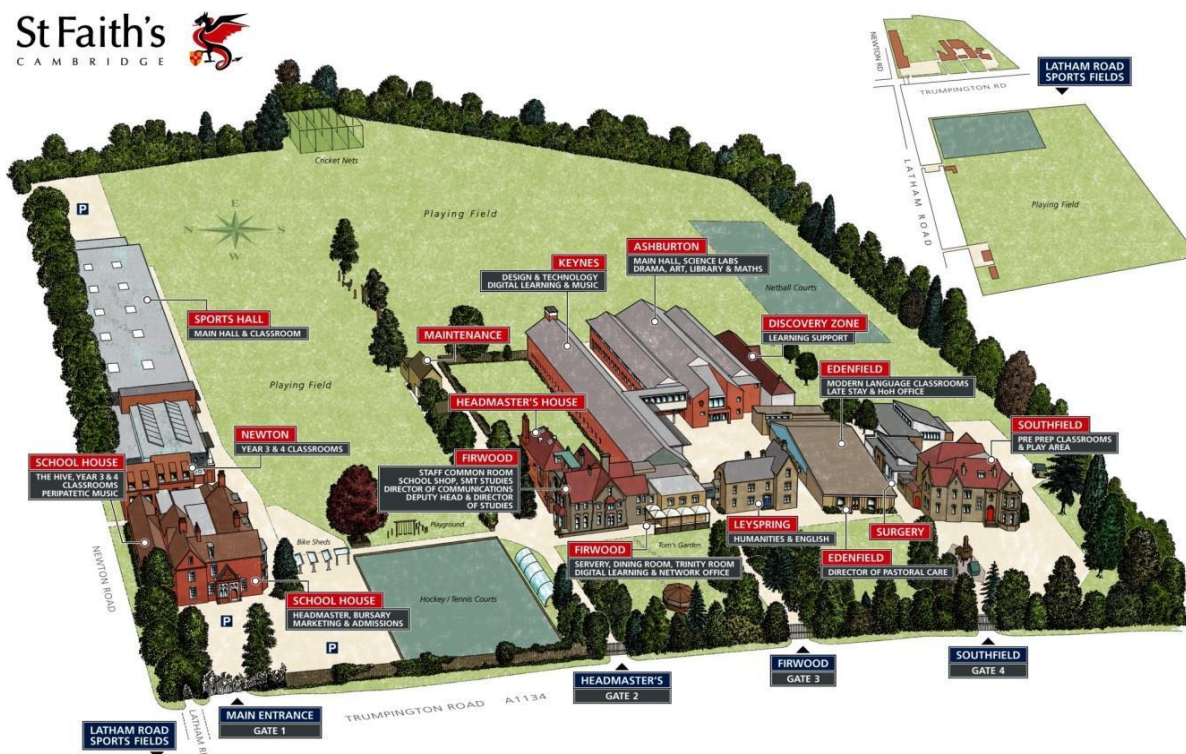 St Faith's
CAMBRIDGE
NEWTON RD
TRUMPINGTON RD
LATHAM ROAD
SPORTS FIELDS
LATHAM ROAD
Playing Field
Cricket Nets
P
E
N
S
W
Playing Field
KEYNES
DESIGN & TECHNOLOGY
DIGITAL LEARNING & MUSIC
ASHBURTON
MAIN HALL, SCIENCE LABS
DRAMA, ART, LIBRARY & MATHS
Netball Courts
SPORTS HALL
MAIN HALL & CLASSROOM
MAINTENANCE
DISCOVERY ZONE
LEARNING SUPPORT
EDENFIELD
MODERN LANGUAGE CLASSROOMS
LATE STAY & HoH OFFICE
Playing Field
HEADMASTER'S HOUSE
SOUTHFIELD
PRE PREP CLASSROOMS
& PLAY AREA
NEWTON
YEAR 3 & 4 CLASSROOMS
SCHOOL HOUSE
THE HIVE, YEAR 3 & 4
CLASSROOMS
PERIPATETIC MUSIC
FIRWOOD
STAFF COMMON ROOM
SCHOOL SHOP, SMT STUDIES
DIRECTOR OF COMMUNICATIONS
DEPUTY HEAD & DIRECTOR
OF STUDIES
LEYSPRING
HUMANITIES & ENGLISH
SURGERY
Playground
Bike Sheds
Tom's Garden
FIRWOOD
SERVERY, DINING ROOM, TRINITY ROOM
DIGITAL LEARNING & NETWORK OFFICE
EDENFIELD
DIRECTOR OF PASTORAL CARE
NEWTON ROAD
SCHOOL HOUSE
HEADMASTER, BURSARY
MARKETING & ADMISSIONS
Hockey / Tennis Courts
P
P
HEADMASTER'S
GATE 2
FIRWOOD
GATE 3
SOUTHFIELD
GATE 4
MAIN ENTRANCE
GATE 1
TRUMPINGTON ROAD A1134
LATHAM ROAD
SPORTS FIELDS